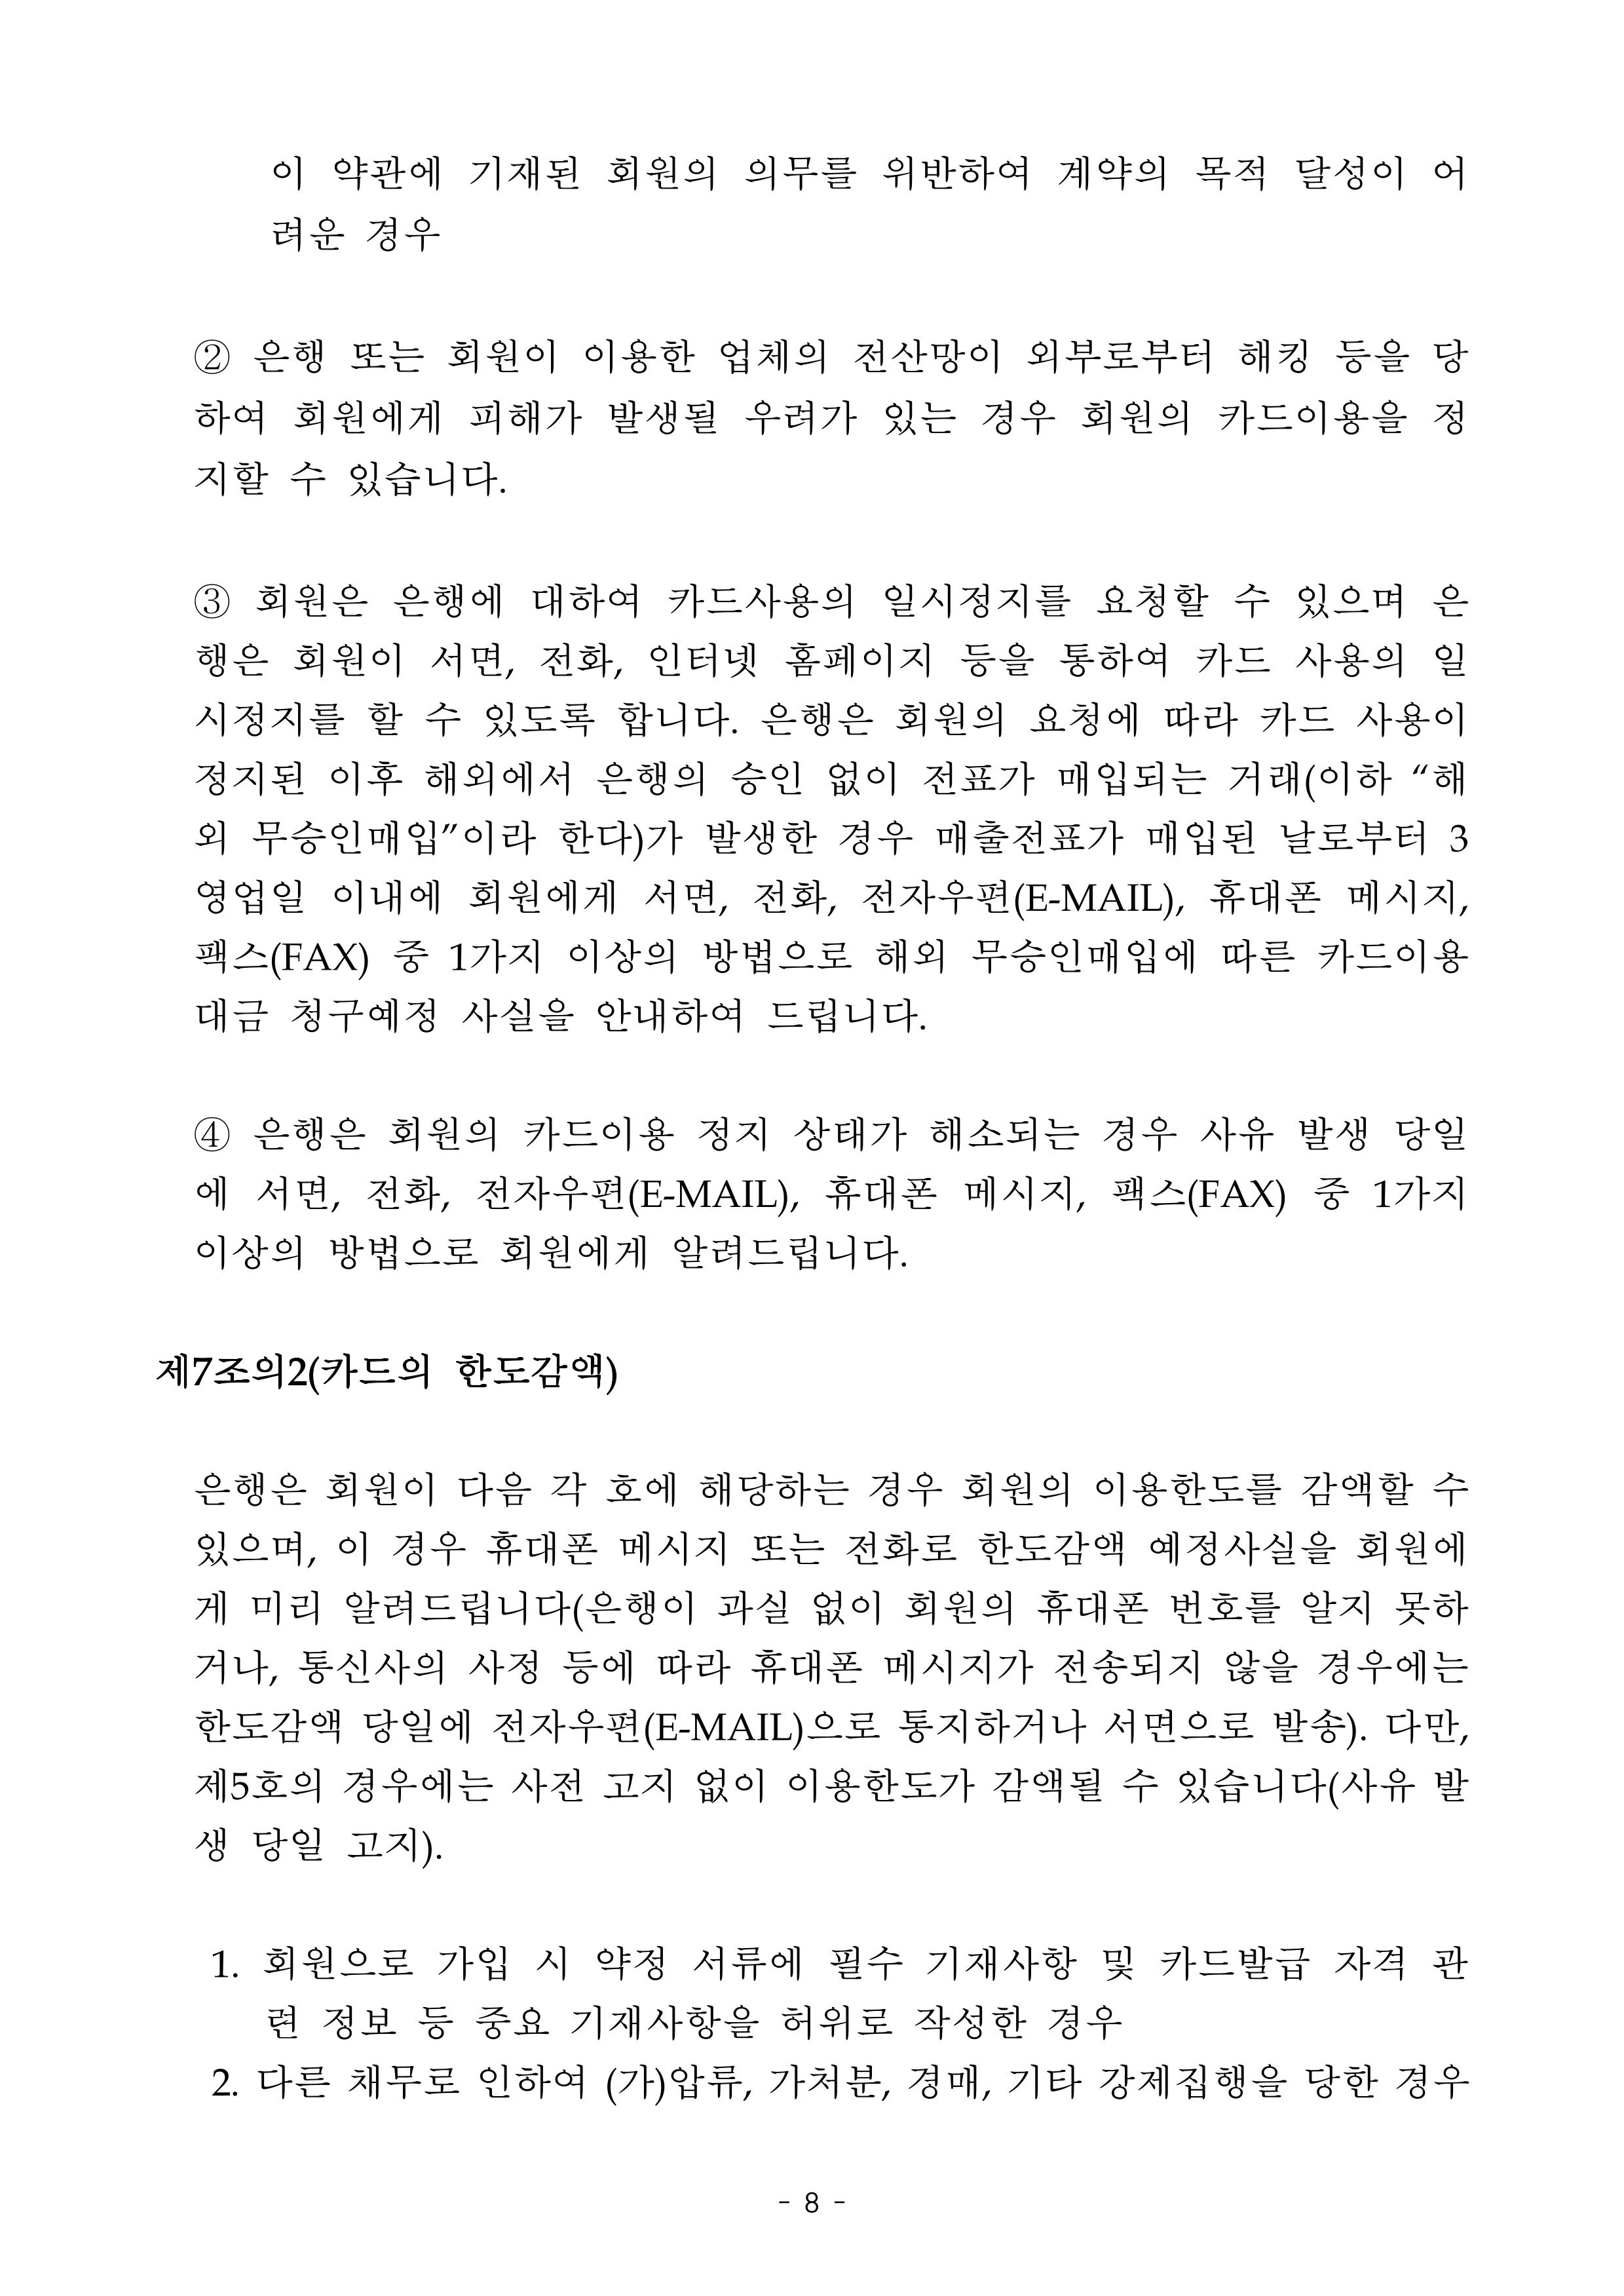 이 약관에 기재된 회원의 의무를 위반하여 계약의 목적 달성이 어
려운 경우
② 은행 또는 회원이 이용한 업체의 전산망이 외부로부터 해킹 등을 당
하여 회원에게 피해가 발생될 우려가 있는 경우 회원의 카드이용을 정
지할 수 있습니다.
③ 회원은 은행에 대하여 카드사용의 일시정지를 요청할 수 있으며 은
행은 회원이 서면, 전화, 인터넷 홈페이지 등을 통하여 카드 사용의 일
시정지를 할 수 있도록 합니다. 은행은 회원의 요청에 따라 카드 사용이
정지된 이후 해외에서 은행의 승인 없이 전표가 매입되는 거래(이하 “해
외 무승인매입”이라 한다)가 발생한 경우 매출전표가 매입된 날로부터 3
영업일 이내에 회원에게 서면, 전화, 전자우편(E-MAIL), 휴대폰 메시지,
팩스(FAX) 중 1가지 이상의 방법으로 해외 무승인매입에 따른 카드이용
대금 청구예정 사실을 안내하여 드립니다.
④ 은행은 회원의 카드이용 정지 상태가 해소되는 경우 사유 발생 당일
에 서면, 전화, 전자우편(E-MAIL), 휴대폰 메시지, 팩스(FAX) 중 1가지
이상의 방법으로 회원에게 알려드립니다.
제7조의2(카드의 한도감액)
은행은 회원이 다음 각 호에 해당하는 경우 회원의 이용한도를 감액할 수
있으며, 이 경우 휴대폰 메시지 또는 전화로 한도감액 예정사실을 회원에
게 미리 알려드립니다(은행이 과실 없이 회원의 휴대폰 번호를 알지 못하
거나, 통신사의 사정 등에 따라 휴대폰 메시지가 전송되지 않을 경우에는
한도감액 당일에 전자우편(E-MAIL)으로 통지하거나 서면으로 발송). 다만,
제5호의 경우에는 사전 고지 없이 이용한도가 감액될 수 있습니다(사유 발
생 당일 고지).
1. 회원으로 가입 시 약정 서류에 필수 기재사항 및 카드발급 자격 관
련 정보 등 중요 기재사항을 허위로 작성한 경우
2. 다른 채무로 인하여 (가)압류, 가처분, 경매, 기타 강제집행을 당한 경우
- 8 -